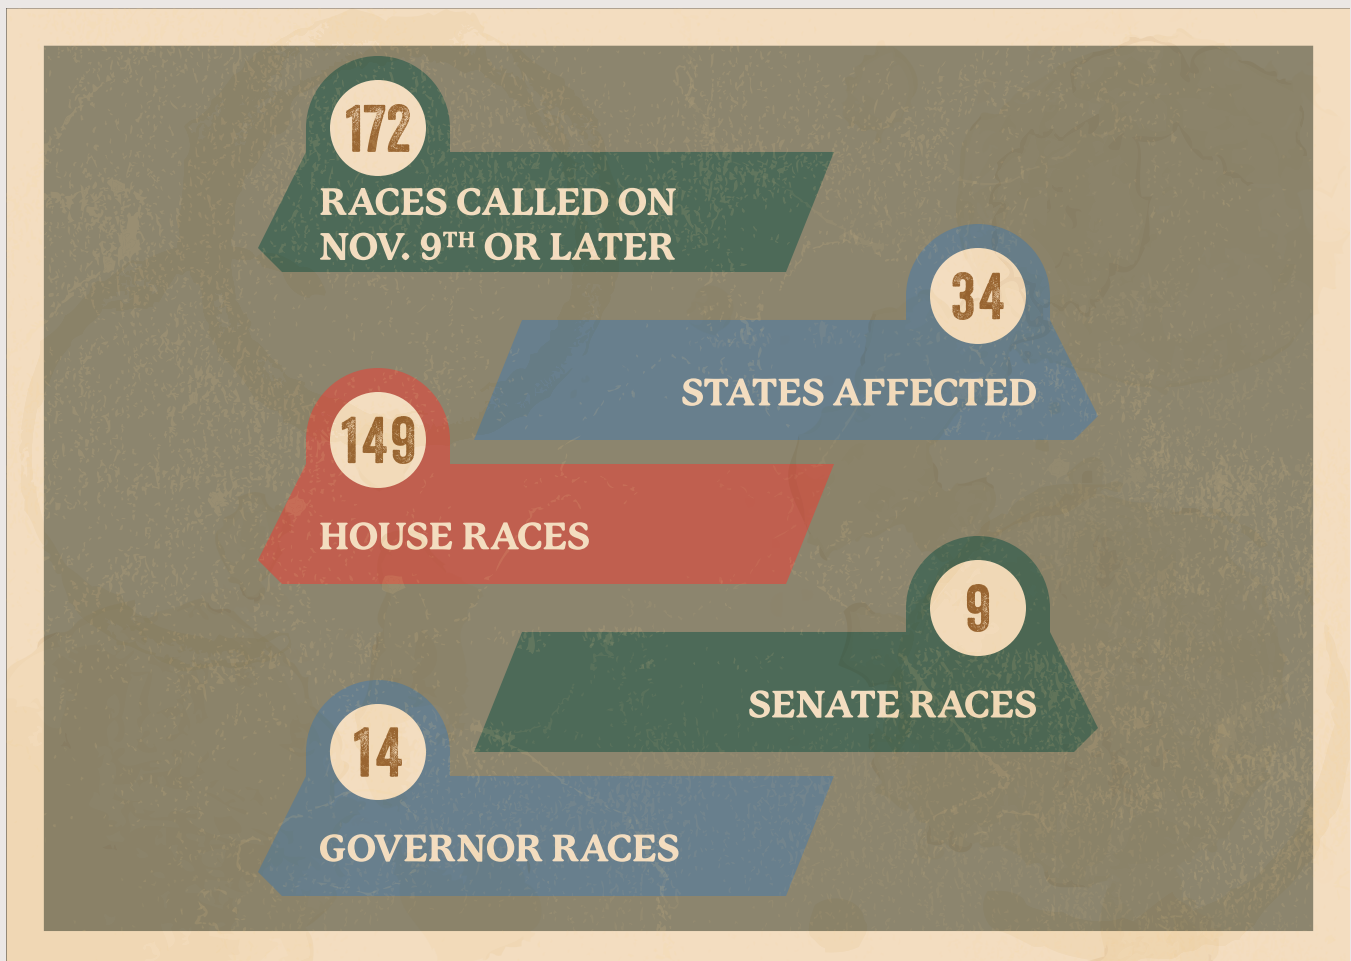 172
RACES CALLED ON
NOV. 9TH OR LATER
34
STATES AFFECTED
149
HOUSE RACES
9
SENATE RACES
14
GOVERNOR RACES